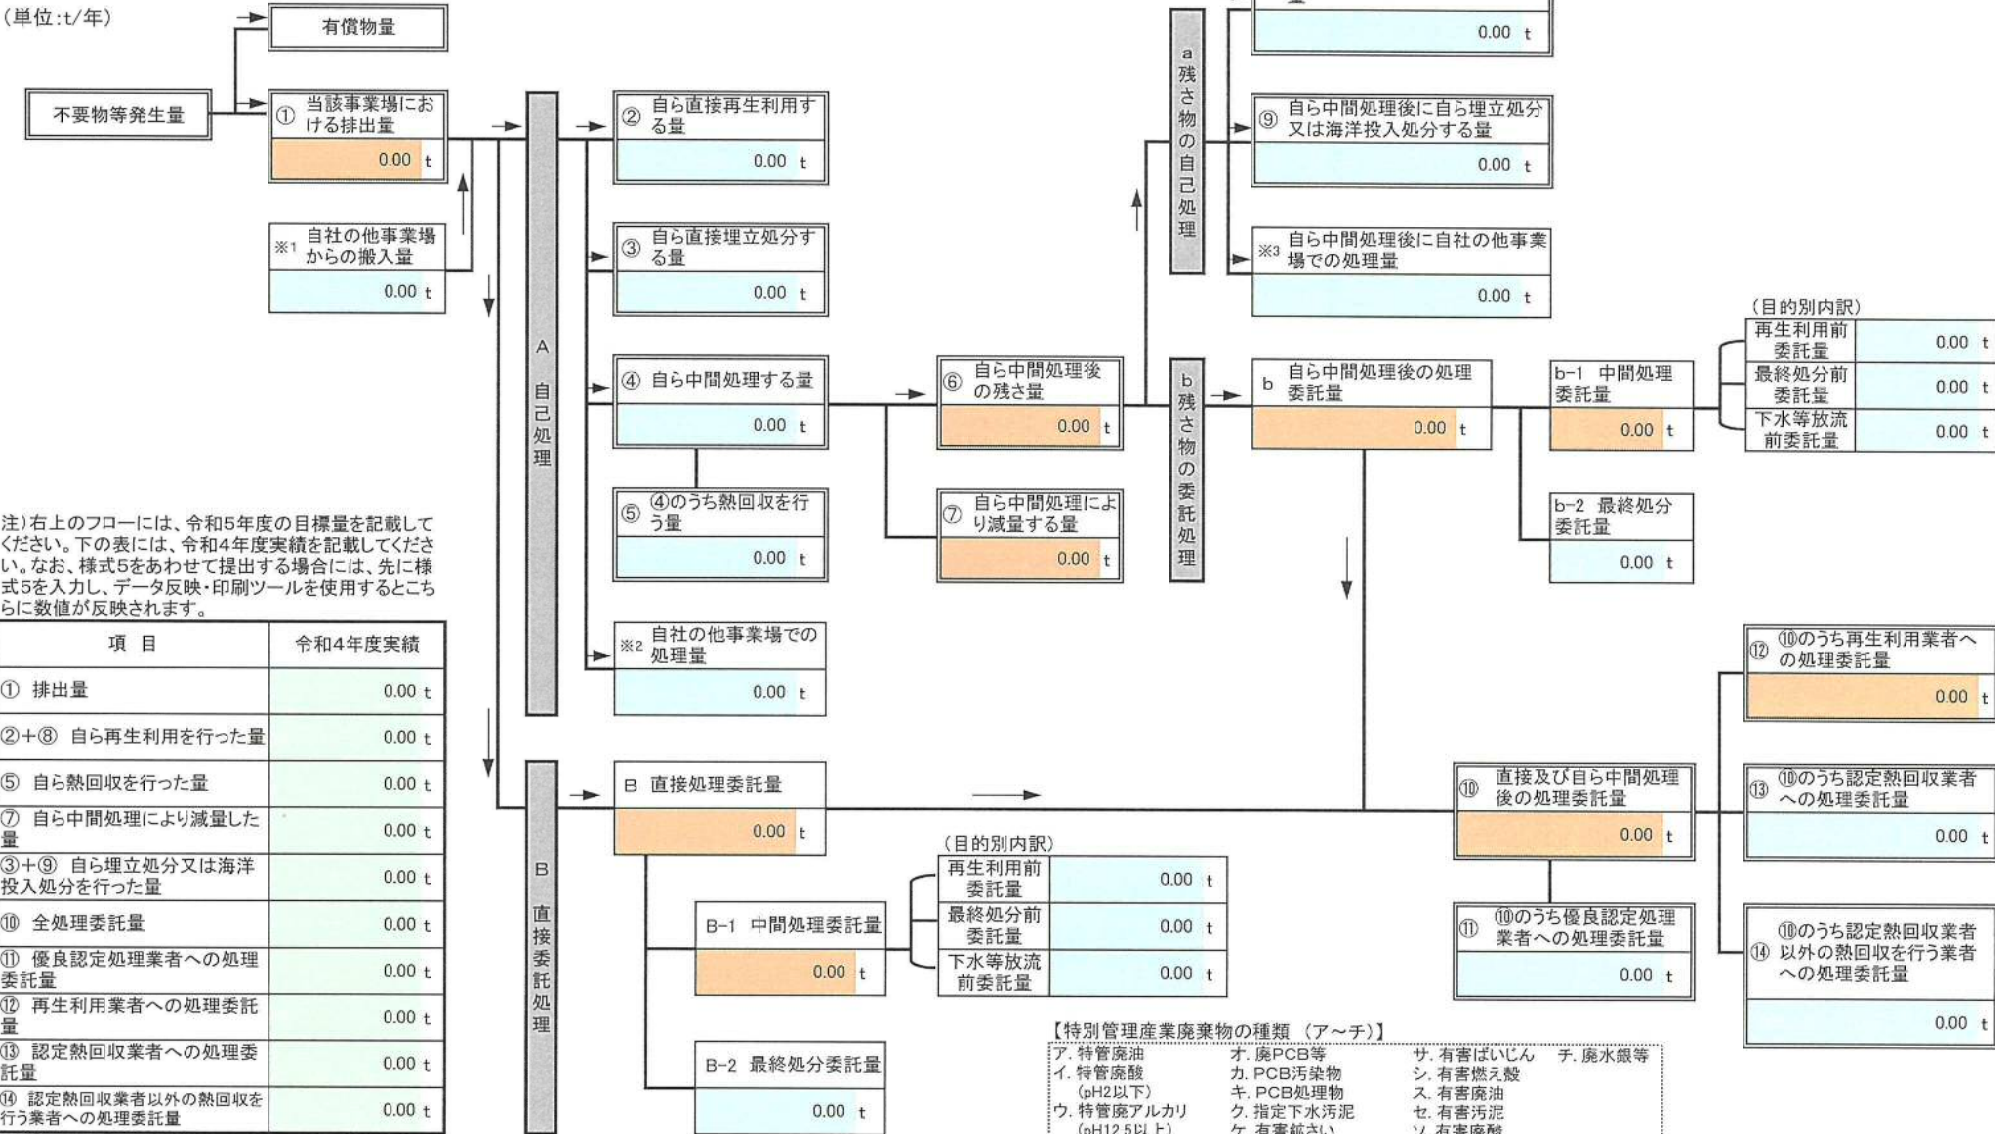 (単位:t/年)
有償物量
不要物等発生量
① 当該事業場にお
ける排出量
0.00 t
※1 自社の他事業場
からの搬入量
0.00 t
A 自己処理
② 自ら直接再生利用す
る量
0.00 t
③ 自ら直接埋立処分す
る量
0.00 t
④ 自ら中間処理する量
0.00 t
⑤ ④のうち熱回収を行
う量
0.00 t
※2 自社の他事業場での
処理量
0.00 t
⑥ 自ら中間処理後
の残さ量
0.00 t
⑦ 自ら中間処理によ
り減量する量
0.00 t
a 残さ物の自己処理
0.00 t
⑨ 自ら中間処理後に自ら埋立処分
又は海洋投入処分する量
0.00 t
※3 自ら中間処理後に自社の他事業
場での処理量
0.00 t
b 残さ物の委託処理
b 自ら中間処理後の処理
委託量
0.00 t
b-1 中間処理
委託量
0.00 t
(目的別内訳)
再生利用前
委託量
0.00 t
最終処分前
委託量
0.00 t
下水等放流
前委託量
0.00 t
b-2 最終処分
委託量
0.00 t
注)右上のフローには、令和5年度の目標量を記載して
ください。下の表には、令和4年度実績を記載してくださ
い。なお、様式5をあわせて提出する場合には、先に様
式5を入力し、データ反映・印刷ツールを使用するとこち
らに数値が反映されます。
項 目 令和4年度実績
① 排出量 0.00 t
②+⑧ 自ら再生利用を行った量 0.00 t
⑤ 自ら熱回収を行った量 0.00 t
⑦ 自ら中間処理により減量した
量 0.00 t
③+⑨ 自ら埋立処分又は海洋
投入処分を行った量 0.00 t
⑩ 全処理委託量 0.00 t
⑪ 優良認定処理業者への処理
委託量 0.00 t
⑫ 再生利用業者への処理委託
量 0.00 t
⑬ 認定熱回収業者への処理委
託量 0.00 t
⑭ 認定熱回収業者以外の熱回収を
行う業者への処理委託量 0.00 t
B 直接委託処理
B 直接処理委託量
0.00 t
B-1 中間処理委託量
0.00 t
(目的別内訳)
再生利用前
委託量
0.00 t
最終処分前
委託量
0.00 t
下水等放流
前委託量
0.00 t
B-2 最終処分委託量
0.00 t
⑩ 直接及び自ら中間処理
後の処理委託量
0.00 t
⑪ ⑩のうち優良認定処理
業者への処理委託量
0.00 t
⑫ ⑩のうち再生利用業者へ
の処理委託量
0.00 t
⑬ ⑩のうち認定熱回収業者
への処理委託量
0.00 t
⑭ ⑩のうち認定熱回収業者
以外の熱回収を行う業者
への処理委託量
0.00 t
【特別管理産業廃棄物の種類 (ア~チ)】
ア. 特管廃油 オ. 廃PCB等 サ. 有害ばいじん チ. 廃水銀等
イ. 特管廃酸 カ. PCB汚染物 シ. 有害燃え殻
(pH2以下) キ. PCB処理物 ス. 有害廃油
ウ. 特管廃アルカリ ク. 指定下水汚泥 セ. 有害汚泥
(pH12.5以上) ケ. 有害鉱さい ソ. 有害廃酸